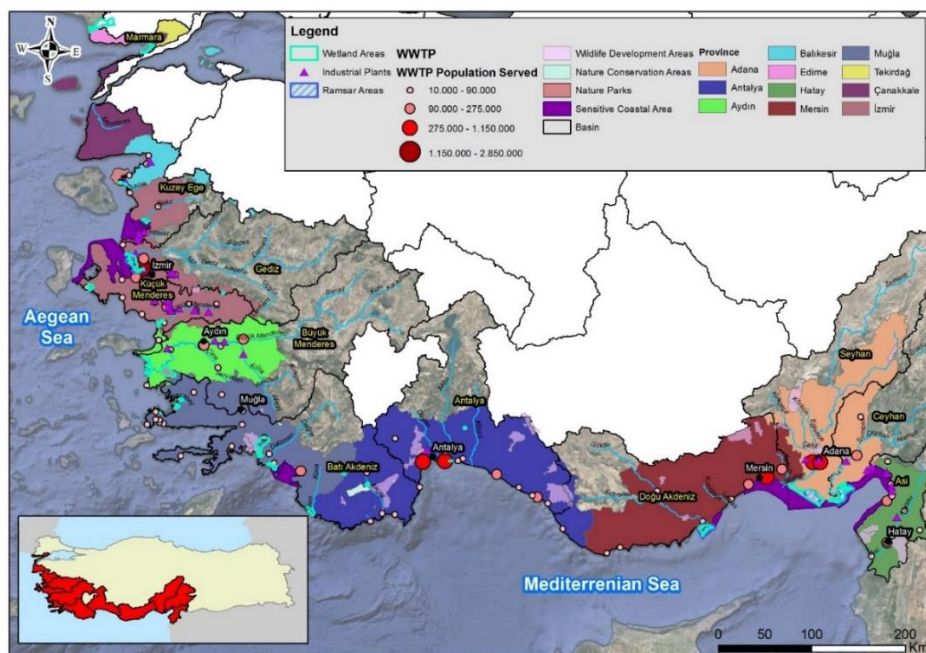 N
W
E
S
Legend
Wetland Areas
Industrial Plants
Ramsar Areas
WWTP
WWTP Population Served
10.000 - 90.000
90.000 - 275.000
275.000 - 1.150.000
1.150.000 - 2.850.000
Wildlife Development Areas
Nature Conservation Areas
Nature Parks
Sensitive Coastal Area
Basin
Province
Adana
Antalya
Aydın
Balıkesir
Edirne
Hatay
Mersin
Muğla
Tekirdağ
Çanakkale
İzmir
Marmara
Kuzey Ege
Gediz
İzmir
Küçük
Menderes
Aegean
Sea
Aydın
Büyük
Menderes
Muğla
Batı Akdeniz
Antalya
Antalya
Doğu Akdeniz
Mersin
Adana
Seyhan
Ceyhan
Asi
Hatay
Mediterrenian Sea
0 50 100 200
Km